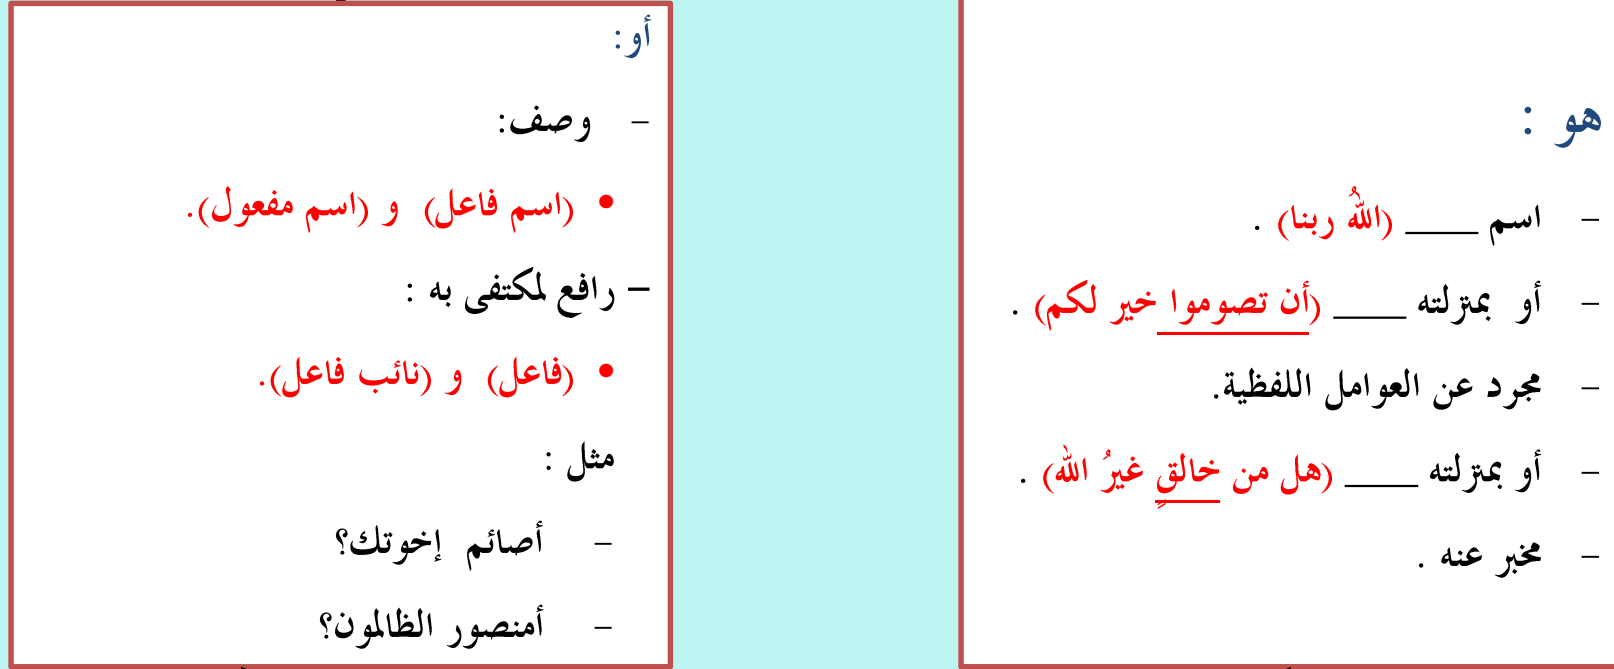 هو :
- اسم ____ (اللهُ ربنا) .
- أو بمنزلته ____ (أن تصوموا خير لكم) .
- مجرد عن العوامل اللفظية.
- أو بمنزلته ____ (هل من خالقٍ غيرُ الله) .
- مخبر عنه .
أو:
- وصف:
• (اسم فاعل) و (اسم مفعول).
– رافع لمكتفى به :
• (فاعل) و (نائب فاعل).
مثل :
- أصائم إخوتك؟
- أمنصور الظالمون؟